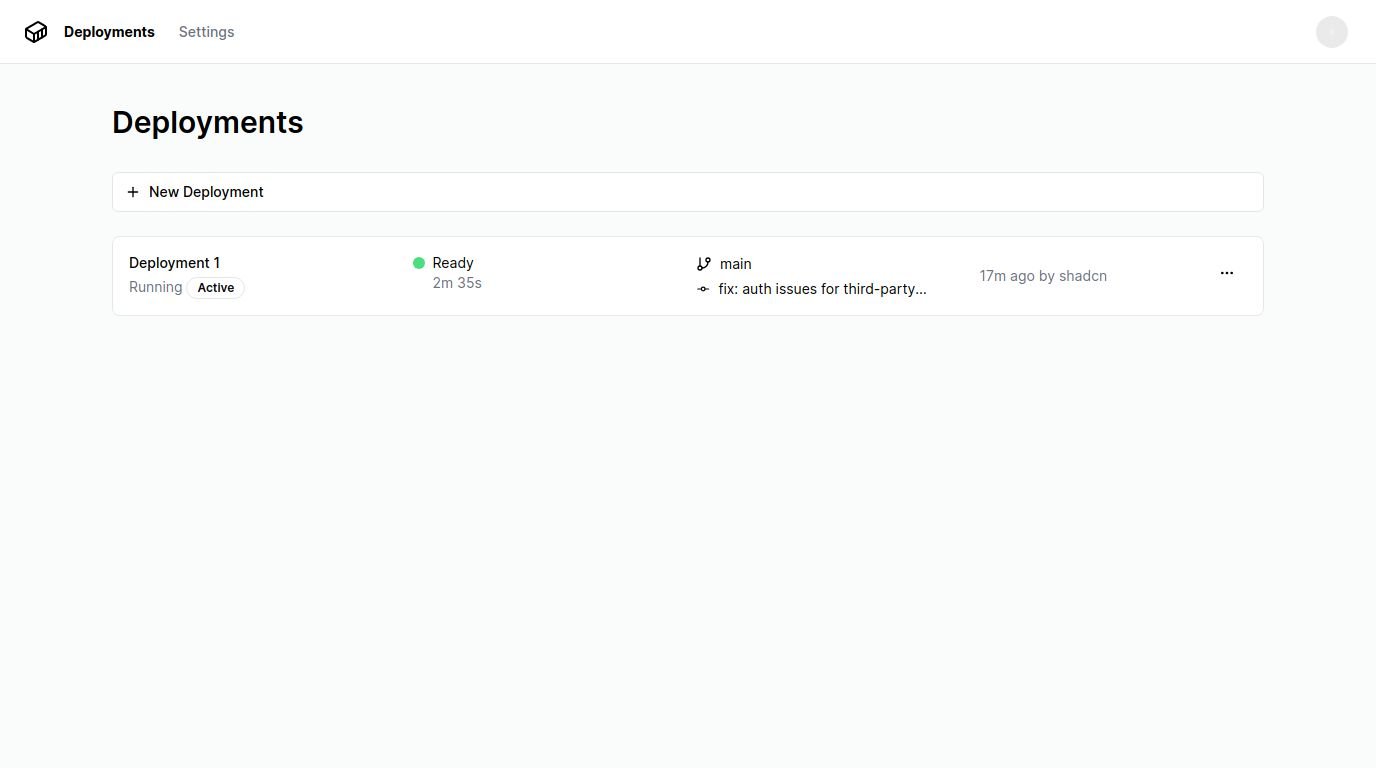 Deployments
Settings
Deployments
New Deployment
Deployment 1
Running
Active
Ready
2m 35s
main
fix: auth issues for third-party...
17m ago by shadcn